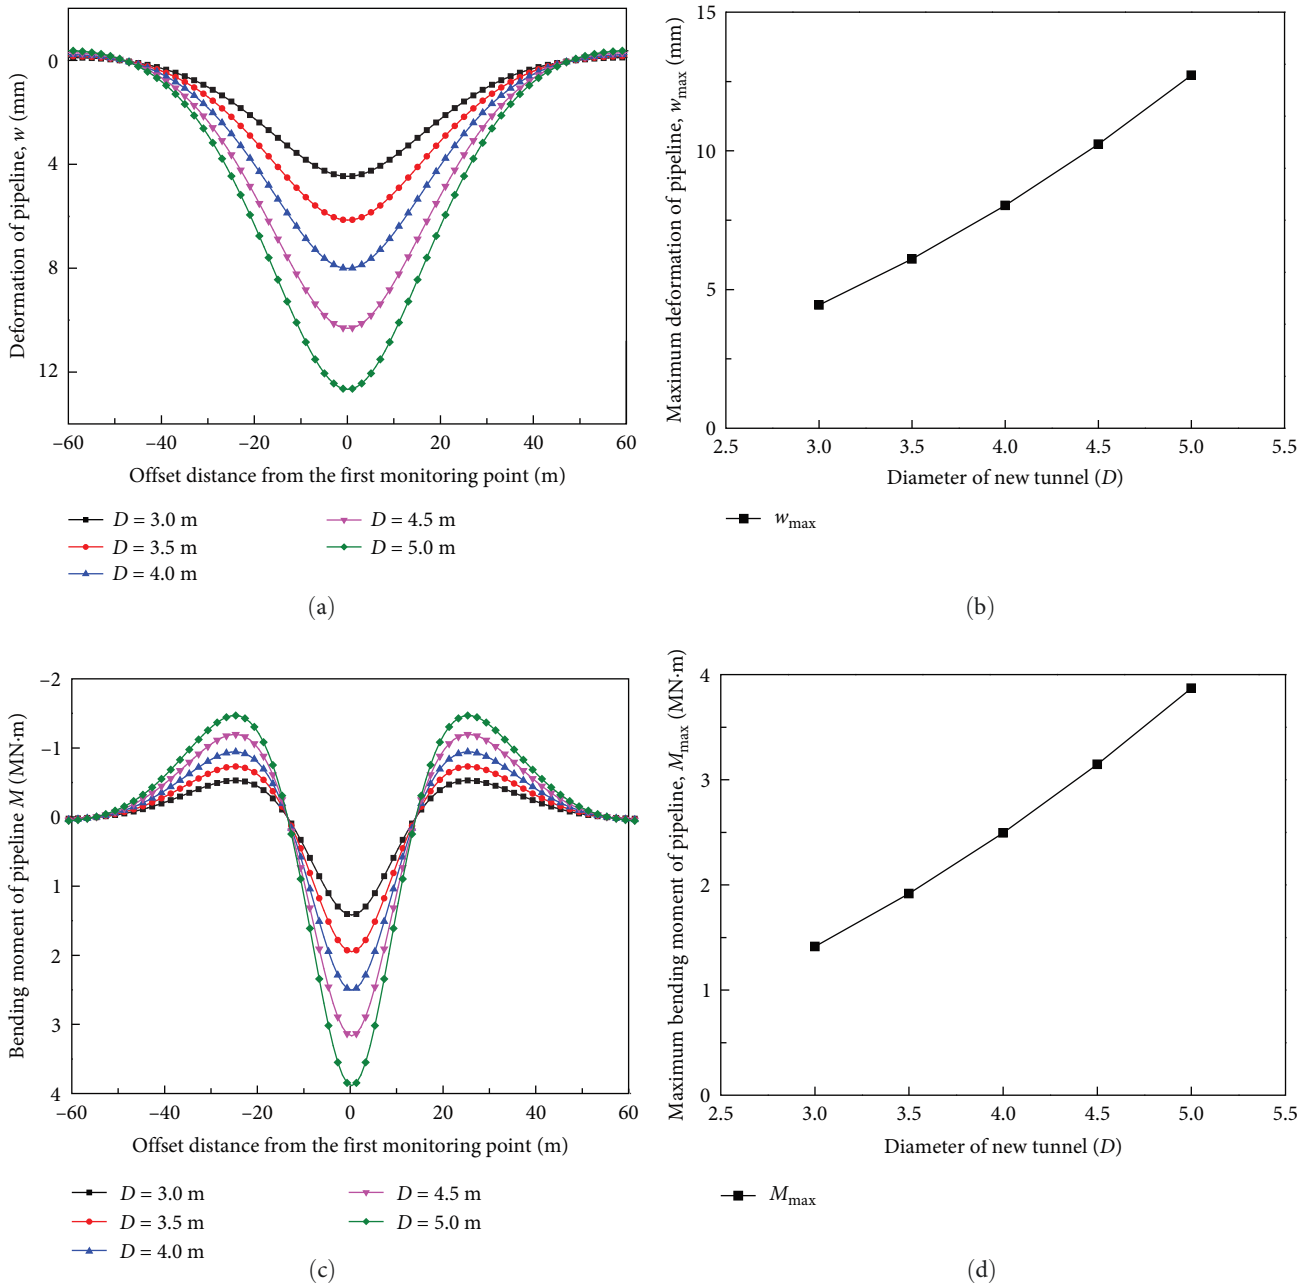 Deformation of pipeline, w (mm)
0
4
8
12
–60
–40
–20
0
20
40
60
Offset distance from the first monitoring point (m)
D = 3.0 m
D = 3.5 m
D = 4.0 m
D = 4.5 m
D = 5.0 m
(a)
Maximum deformation of pipeline, wmax (mm)
15
10
5
0
2.5
3.0
3.5
4.0
4.5
5.0
5.5
Diameter of new tunnel (D)
wmax
(b)
Bending moment of pipeline M (MN·m)
–2
–1
0
1
2
3
4
–60
–40
–20
0
20
40
60
Offset distance from the first monitoring point (m)
D = 3.0 m
D = 3.5 m
D = 4.0 m
D = 4.5 m
D = 5.0 m
(c)
Maximum bending moment of pipeline, Mmax (MN·m)
4
3
2
1
0
2.5
3.0
3.5
4.0
4.5
5.0
5.5
Diameter of new tunnel (D)
Mmax
(d)